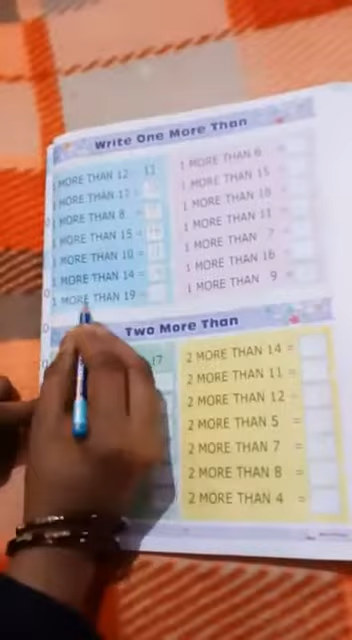 Write One More Than
1 MORE THAN 12 13
1 MORE THAN 17 =
1 MORE THAN 8 =
1 MORE THAN 15 =
1 MORE THAN 10 =
1 MORE THAN 14 =
1 MORE THAN 19 =
1 MORE THAN 6 =
1 MORE THAN 15
1 MORE THAN 18
1 MORE THAN 11
1 MORE THAN 7 =
1 MORE THAN 16
1 MORE THAN 9 =
Two More Than
17
2 MORE THAN 14 =
2 MORE THAN 11 =
2 MORE THAN 12 =
2 MORE THAN 5 =
2 MORE THAN 7 =
2 MORE THAN 8 =
2 MORE THAN 4 =